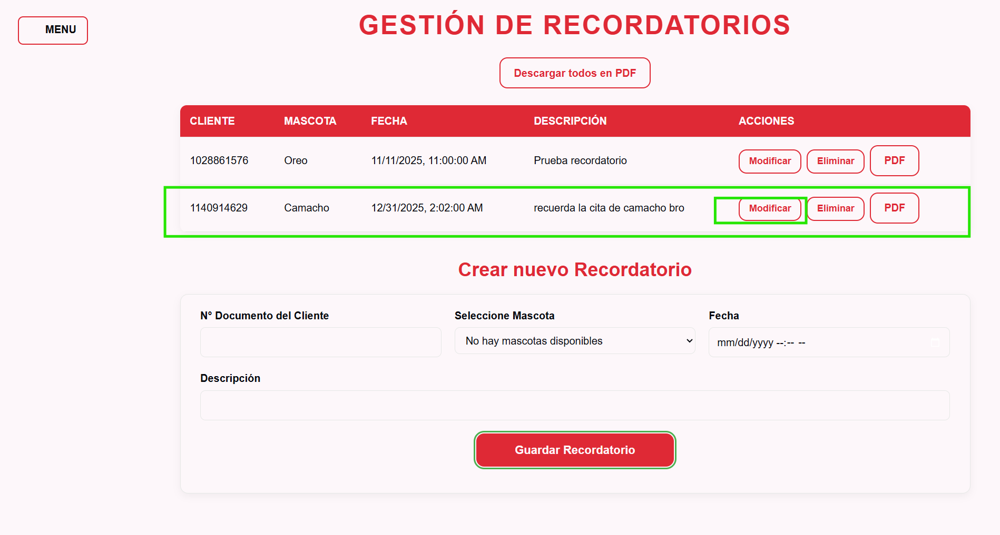 MENU
GESTIÓN DE RECORDATORIOS
Descargar todos en PDF
CLIENTE MASCOTA FECHA DESCRIPCIÓN ACCIONES
1028861576 Oreo 11/11/2025, 11:00:00 AM Prueba recordatorio Modificar Eliminar PDF
1140914629 Camacho 12/31/2025, 2:02:00 AM recuerda la cita de camacho bro Modificar Eliminar PDF
Crear nuevo Recordatorio
N° Documento del Cliente Seleccione Mascota Fecha
No hay mascotas disponibles mm/dd/yyyy --:-- --
Descripción
Guardar Recordatorio